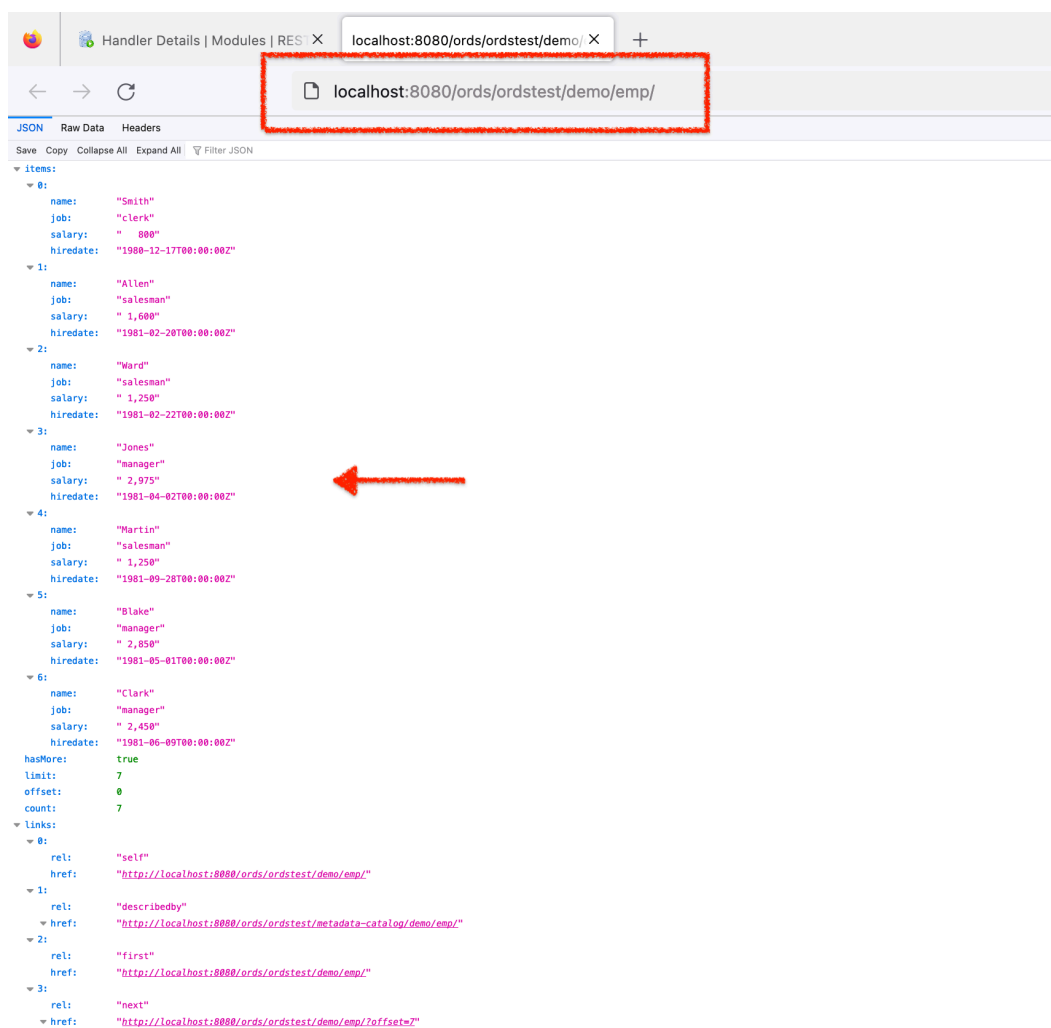 Handler Details | Modules | RES
localhost:8080/ords/ordstest/demo/
localhost:8080/ords/ordstest/demo/emp/
JSON Raw Data Headers
Save Copy Collapse All Expand All Filter JSON
items:
0:
name: "Smith"
job: "clerk"
salary: "   800"
hiredate: "1980-12-17T00:00:00Z"
1:
name: "Allen"
job: "salesman"
salary: " 1,600"
hiredate: "1981-02-20T00:00:00Z"
2:
name: "Ward"
job: "salesman"
salary: " 1,250"
hiredate: "1981-02-22T00:00:00Z"
3:
name: "Jones"
job: "manager"
salary: " 2,975"
hiredate: "1981-04-02T00:00:00Z"
4:
name: "Martin"
job: "salesman"
salary: " 1,250"
hiredate: "1981-09-28T00:00:00Z"
5:
name: "Blake"
job: "manager"
salary: " 2,850"
hiredate: "1981-05-01T00:00:00Z"
6:
name: "Clark"
job: "manager"
salary: " 2,450"
hiredate: "1981-06-09T00:00:00Z"
hasMore: true
limit: 7
offset: 0
count: 7
links:
0:
rel: "self"
href: "http://localhost:8080/ords/ordstest/demo/emp/"
1:
rel: "describedby"
href: "http://localhost:8080/ords/ordstest/metadata-catalog/demo/emp/"
2:
rel: "first"
href: "http://localhost:8080/ords/ordstest/demo/emp/"
3:
rel: "next"
href: "http://localhost:8080/ords/ordstest/demo/emp/?offset=7"